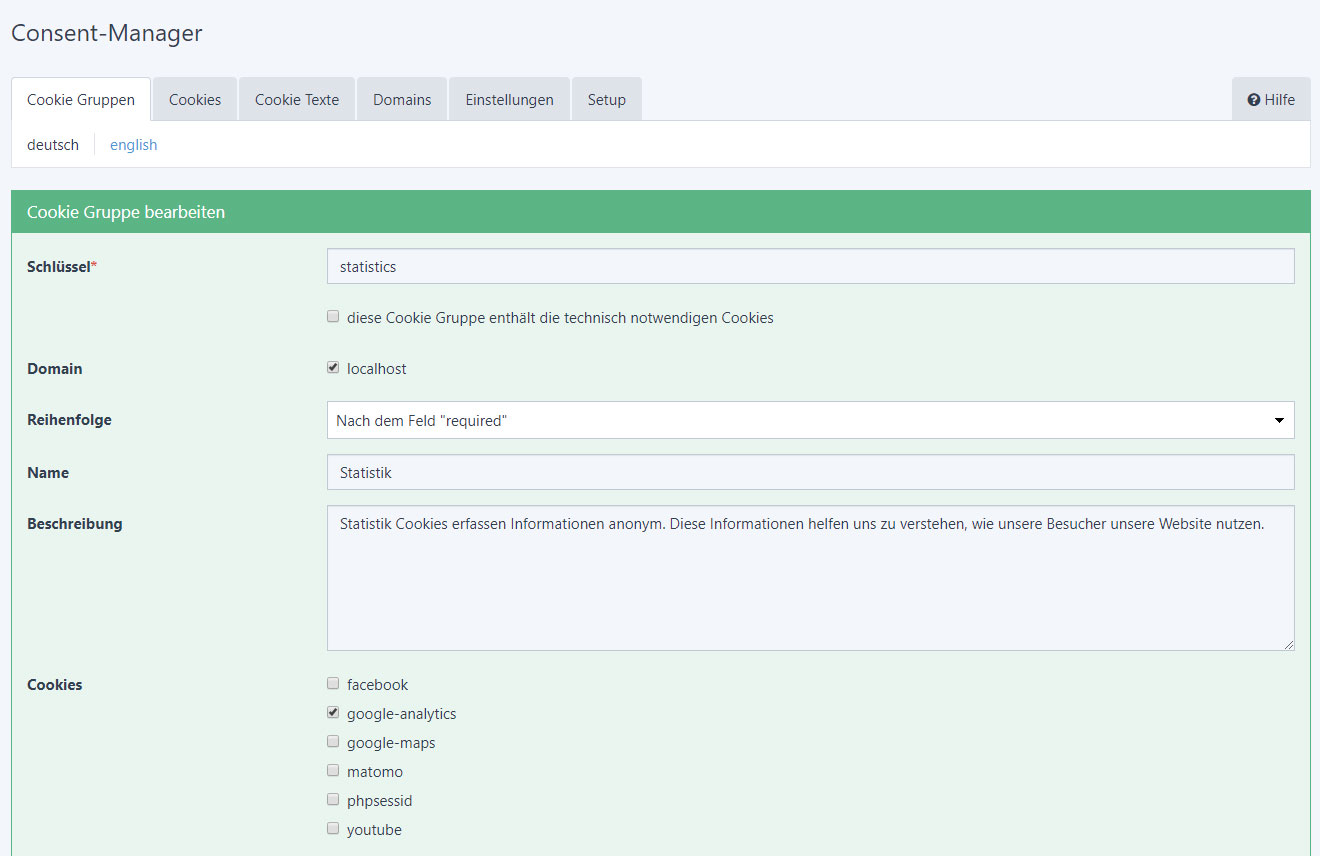 Consent-Manager
Cookie Gruppen Cookies Cookie Texte Domains Einstellungen Setup Hilfe
deutsch english
Cookie Gruppe bearbeiten
Schlüssel* statistics
diese Cookie Gruppe enthält die technisch notwendigen Cookies
Domain localhost
Reihenfolge Nach dem Feld "required"
Name Statistik
Beschreibung Statistik Cookies erfassen Informationen anonym. Diese Informationen helfen uns zu verstehen, wie unsere Besucher unsere Website nutzen.
Cookies facebook
google-analytics
google-maps
matomo
phpsessid
youtube